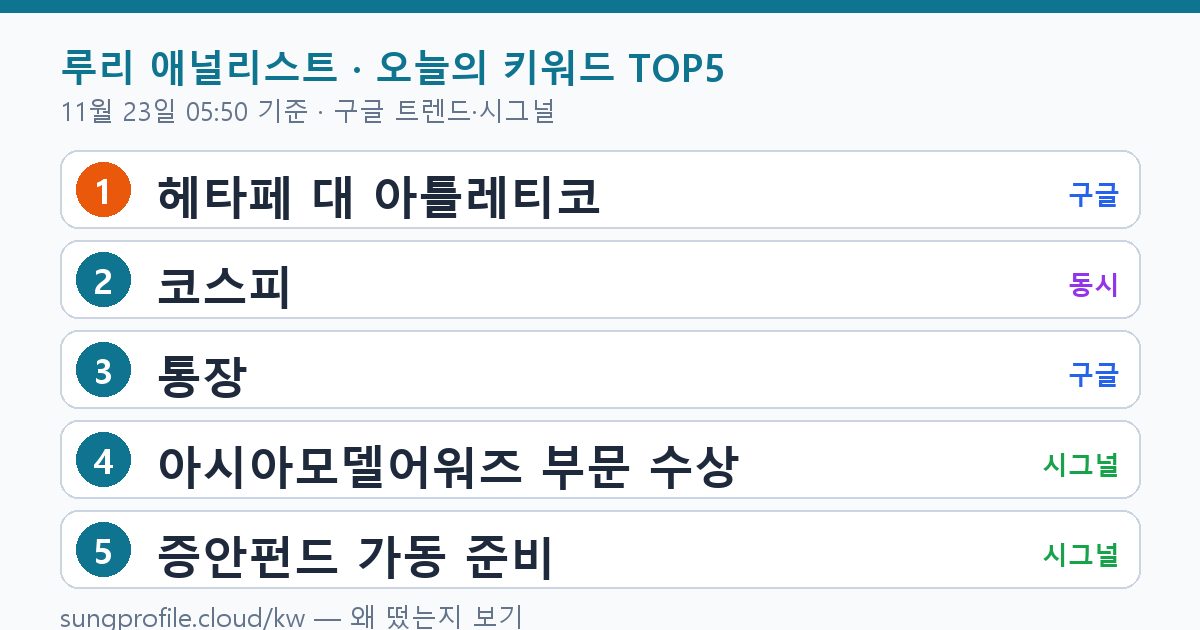 루리 애널리스트 · 오늘의 키워드 TOP5
11월 23일 05:50 기준 · 구글 트렌드·시그널
1 헤타페 대 아틀레티코 구글
2 코스피 동시
3 통장 구글
4 아시아모델어워즈 부문 수상 시그널
5 증안펀드 가동 준비 시그널
sungprofile.cloud/kw — 왜 떴는지 보기